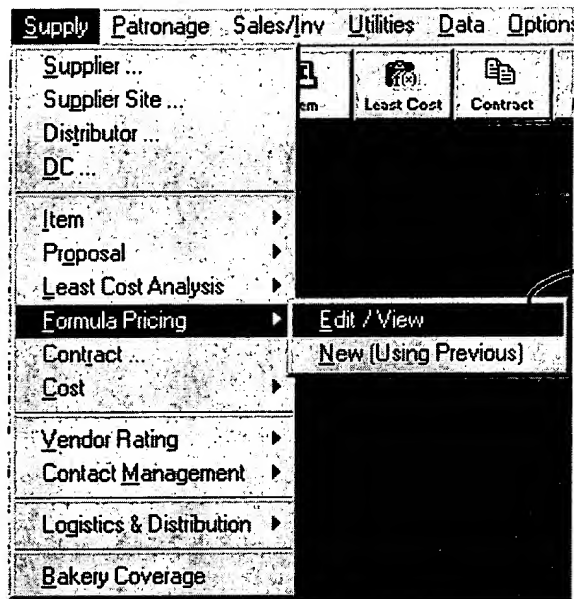 Supply Patronage Sales/Inv Utilities Data
Supplier ...
Supplier Site ...
Distributor ...
DC ...
Least Cost Contract
Item
Proposal
Least Cost Analysis
Formula Pricing
Edit / View
New (Using Previous)
Contract ...
Cost
Vendor Rating
Contact Management
Logistics & Distribution
Bakery Coverage